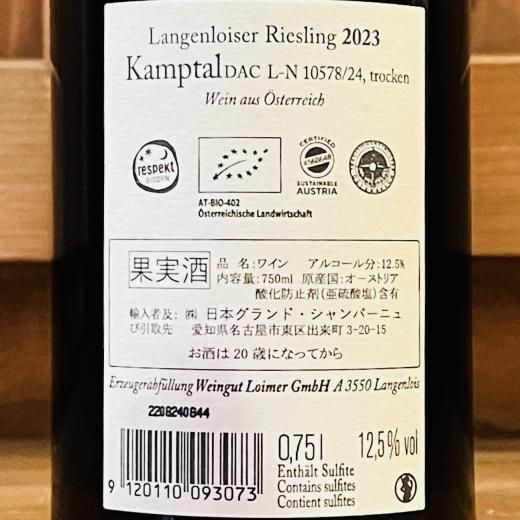 Langenloiser Riesling 2023
Kamptal DAC L-N 10578/24, trocken
Wein aus Österreich
respekt
BIODYN
CERTIFIED
SUSTAINABLE
AUSTRIA
AT-BIO-402
Österreichische Landwirtschaft
果実酒
品 名:ワイン アルコール分:12.5%
内容量:750ml 原産国:オーストリア
酸化防止剤(亜硫酸塩)含有
輸入者及 : ㈱ 日本グランド・シャンパーニュ
び引取先 愛知県名古屋市東区出来町 3-20-15
お酒は 20 歳になってから
Erzeugerabfüllung Weingut Loimer GmbH A 3550 Langenlois
2208240844
0,75l 12,5% vol
Enthält Sulfite
Contains sulfites
Contient sulfites
9 120110 093073